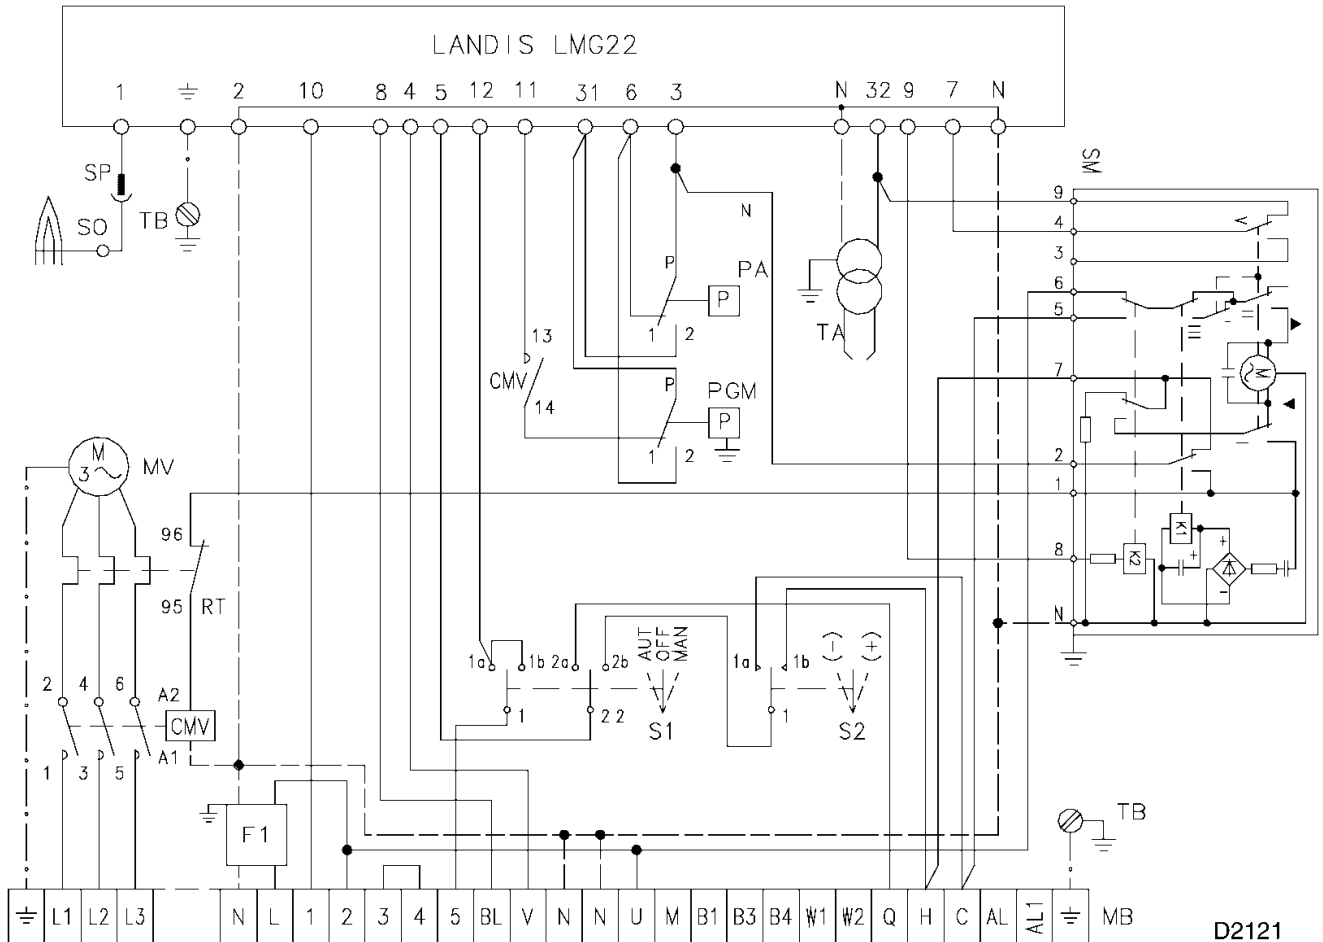 LANDIS LMG22
1 2 10 8 4 5 12 11 31 6 3 N 32 9 7 N
SM
SP
9
SO TB
N
4
3
P PA
6
P
5
1 2
TA
13
7
CMV
P PGM
M
14
P
M
3
MV
1 2
2
1
96
K1
+
+
8
K2
-
95 RT
N
AUT
OFF
MAN
(-) (+)
1a 1b 2a 2b 1a 1b
2 4 6 A2
1 2 2 S1 1 S2
CMV
1 3 5 A1
F1
TB
L1 L2 L3 N L 1 2 3 4 5 BL V N N U M B1 B3 B4 W1 W2 Q H C AL AL1 MB
D2121